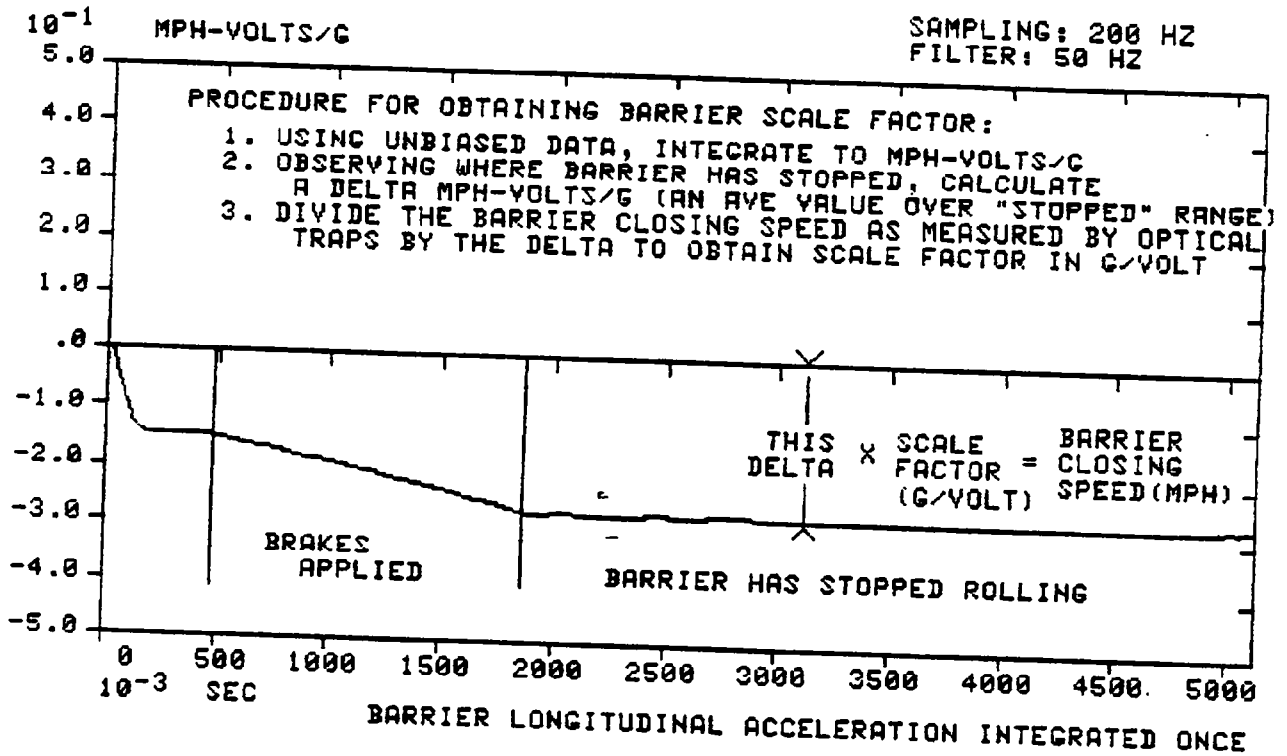 10⁻¹ MPH-VOLTS/G
SAMPLING: 200 HZ
FILTER: 50 HZ
5.0
4.0
3.0
2.0
1.0
.0
-1.0
-2.0
-3.0
-4.0
-5.0
PROCEDURE FOR OBTAINING BARRIER SCALE FACTOR:
1. USING UNBIASED DATA, INTEGRATE TO MPH-VOLTS/G
2. OBSERVING WHERE BARRIER HAS STOPPED, CALCULATE
A DELTA MPH-VOLTS/G (AN AVE VALUE OVER "STOPPED" RANGE)
3. DIVIDE THE BARRIER CLOSING SPEED AS MEASURED BY OPTICAL
TRAPS BY THE DELTA TO OBTAIN SCALE FACTOR IN G/VOLT
THIS DELTA X SCALE FACTOR (G/VOLT) = BARRIER CLOSING SPEED(MPH)
BRAKES
APPLIED
BARRIER HAS STOPPED ROLLING
0 500 1000 1500 2000 2500 3000 3500 4000 4500. 5000
10⁻³ SEC
BARRIER LONGITUDINAL ACCELERATION INTEGRATED ONCE